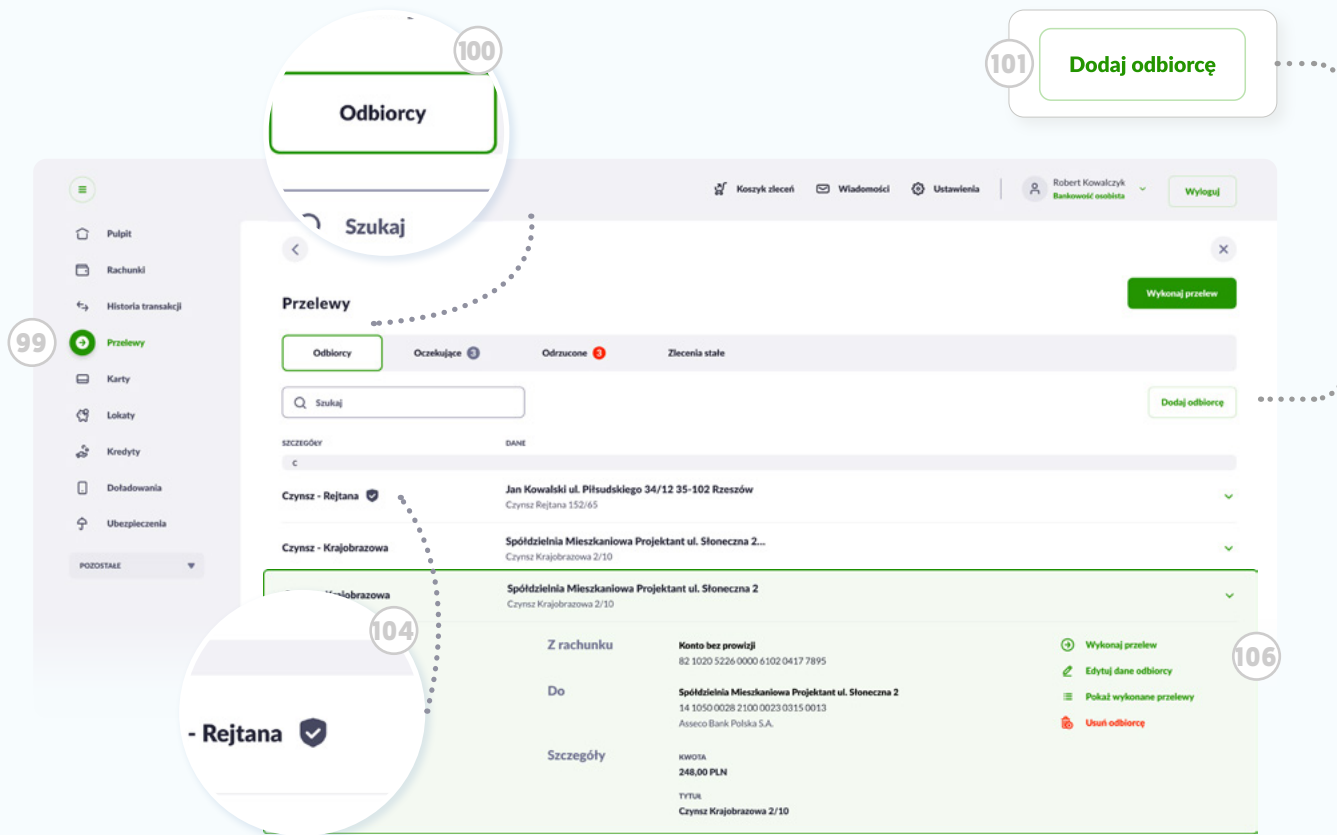 100
Odbiorcy
Szukaj
101
Dodaj odbiorcę
Koszyk zleceń
Wiadomości
Ustawienia
Robert Kowalczyk
Bankowość osobista
Wyloguj
Pulpit
Rachunki
Historia transakcji
99
Przelewy
Karty
Lokaty
Kredyty
Doładowania
Ubezpieczenia
POZOSTAŁE
Przelewy
Wykonaj przelew
Odbiorcy
Oczekujące 3
Odrzucone 3
Zlecenia stałe
Szukaj
Dodaj odbiorcę
SZCZEGÓŁY
DANE
C
Czynsz - Rejtana
Jan Kowalski ul. Piłsudskiego 34/12 35-102 Rzeszów
Czynsz Rejtana 152/65
Czynsz - Krajobrazowa
Spółdzielnia Mieszkaniowa Projektant ul. Słoneczna 2...
Czynsz Krajobrazowa 2/10
Spółdzielnia Mieszkaniowa Projektant ul. Słoneczna 2
Czynsz Krajobrazowa 2/10
104
- Rejtana
Z rachunku
Konto bez prowizji
82 1020 5226 0000 6102 0417 7895
Do
Spółdzielnia Mieszkaniowa Projektant ul. Słoneczna 2
14 1050 0028 2100 0023 0315 0013
Asseco Bank Polska S.A.
Szczegóły
KWOTA
248,00 PLN
TYTUŁ
Czynsz Krajobrazowa 2/10
Wykonaj przelew
Edytuj dane odbiorcy
Pokaż wykonane przelewy
Usuń odbiorcę
106